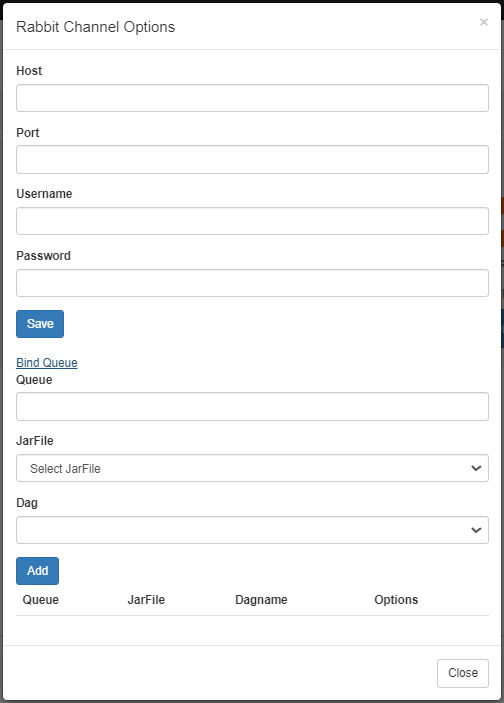 Rabbit Channel Options ×
Host
Port
Username
Password
Save
Bind Queue
Queue
JarFile
Select JarFile
Dag
Add
Queue JarFile Dagname Options
Close